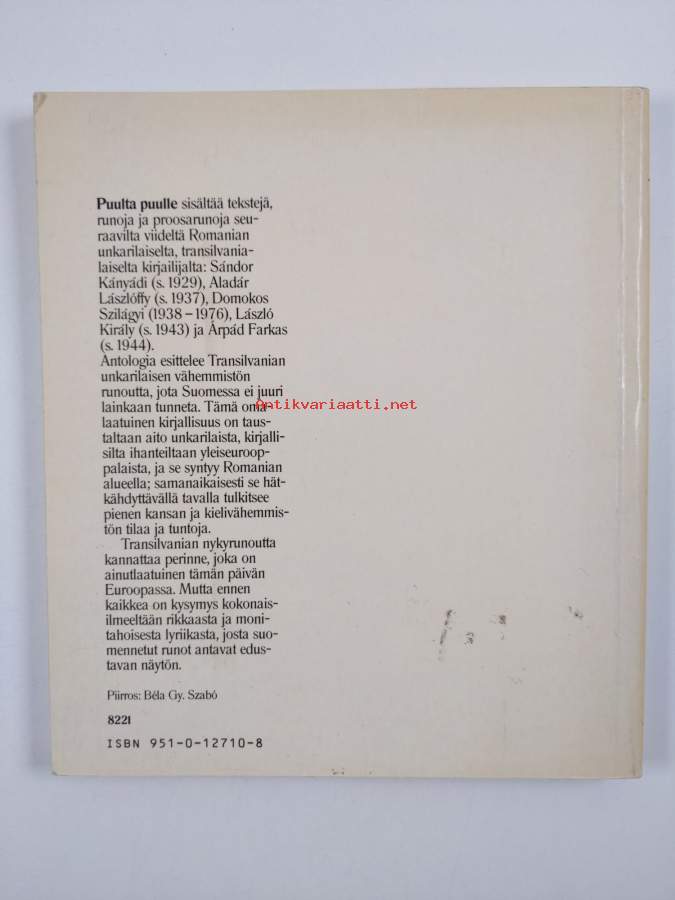 Puulta puulle sisältää tekstejä,
runoja ja proosarunoja seu-
raavilta viideltä Romanian
unkarilaiselta, transilvania-
laiselta kirjailijalta: Sándor
Kányádi (s. 1929), Aladár
Lászlóffy (s. 1937), Domokos
Szilágyi (1938 – 1976), László
Király (s. 1943) ja Árpád Farkas
(s. 1944).
Antologia esittelee Transilvanian
unkarilaisen vähemmistön
runoutta, jota Suomessa ei juuri
lainkaan tunneta. Tämä oma-
Antikvariaatti.net
laatuinen kirjallisuus on taus-
taltaan aito unkarilaista, kirjalli-
silta ihanteiltaan yleiseuroop-
palaista, ja se syntyy Romanian
alueella; samanaikaisesti se hät-
kähdyttävällä tavalla tulkitsee
pienen kansan ja kielivähemmis-
tön tilaa ja tuntoja.
Transilvanian nykyrunoutta
kannattaa perinne, joka on
ainutlaatuinen tämän päivän
Euroopassa. Mutta ennen
kaikkea on kysymys kokonais-
ilmeeltään rikkaasta ja moni-
tahoisesta lyriikasta, josta suo-
mennetut runot antavat edus-
tavan näytön.
Piirros: Béla Gy. Szabó
8221
ISBN 951-0-12710-8